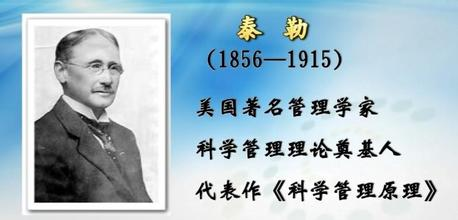 泰 勒
（1856—1915）
美国著名管理学家
科学管理理论奠基人
代表作《科学管理原理》